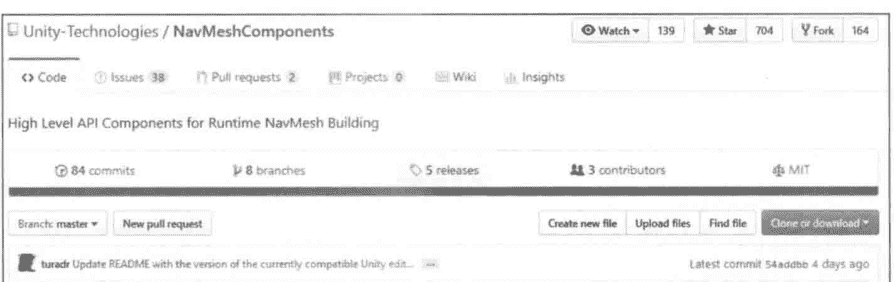 Unity-Technologies / NavMeshComponents Watch 139 Star 704 Fork 164
Code Issues 38 Pull requests 2 Projects 0 Wiki Insights
High Level API Components for Runtime NavMesh Building
84 commits 8 branches 5 releases 3 contributors MIT
Branch: master New pull request Create new file Upload files Find file Clone or download
turadr Update README with the version of the currently compatible Unity edit... ... Latest commit 54addbb 4 days ago